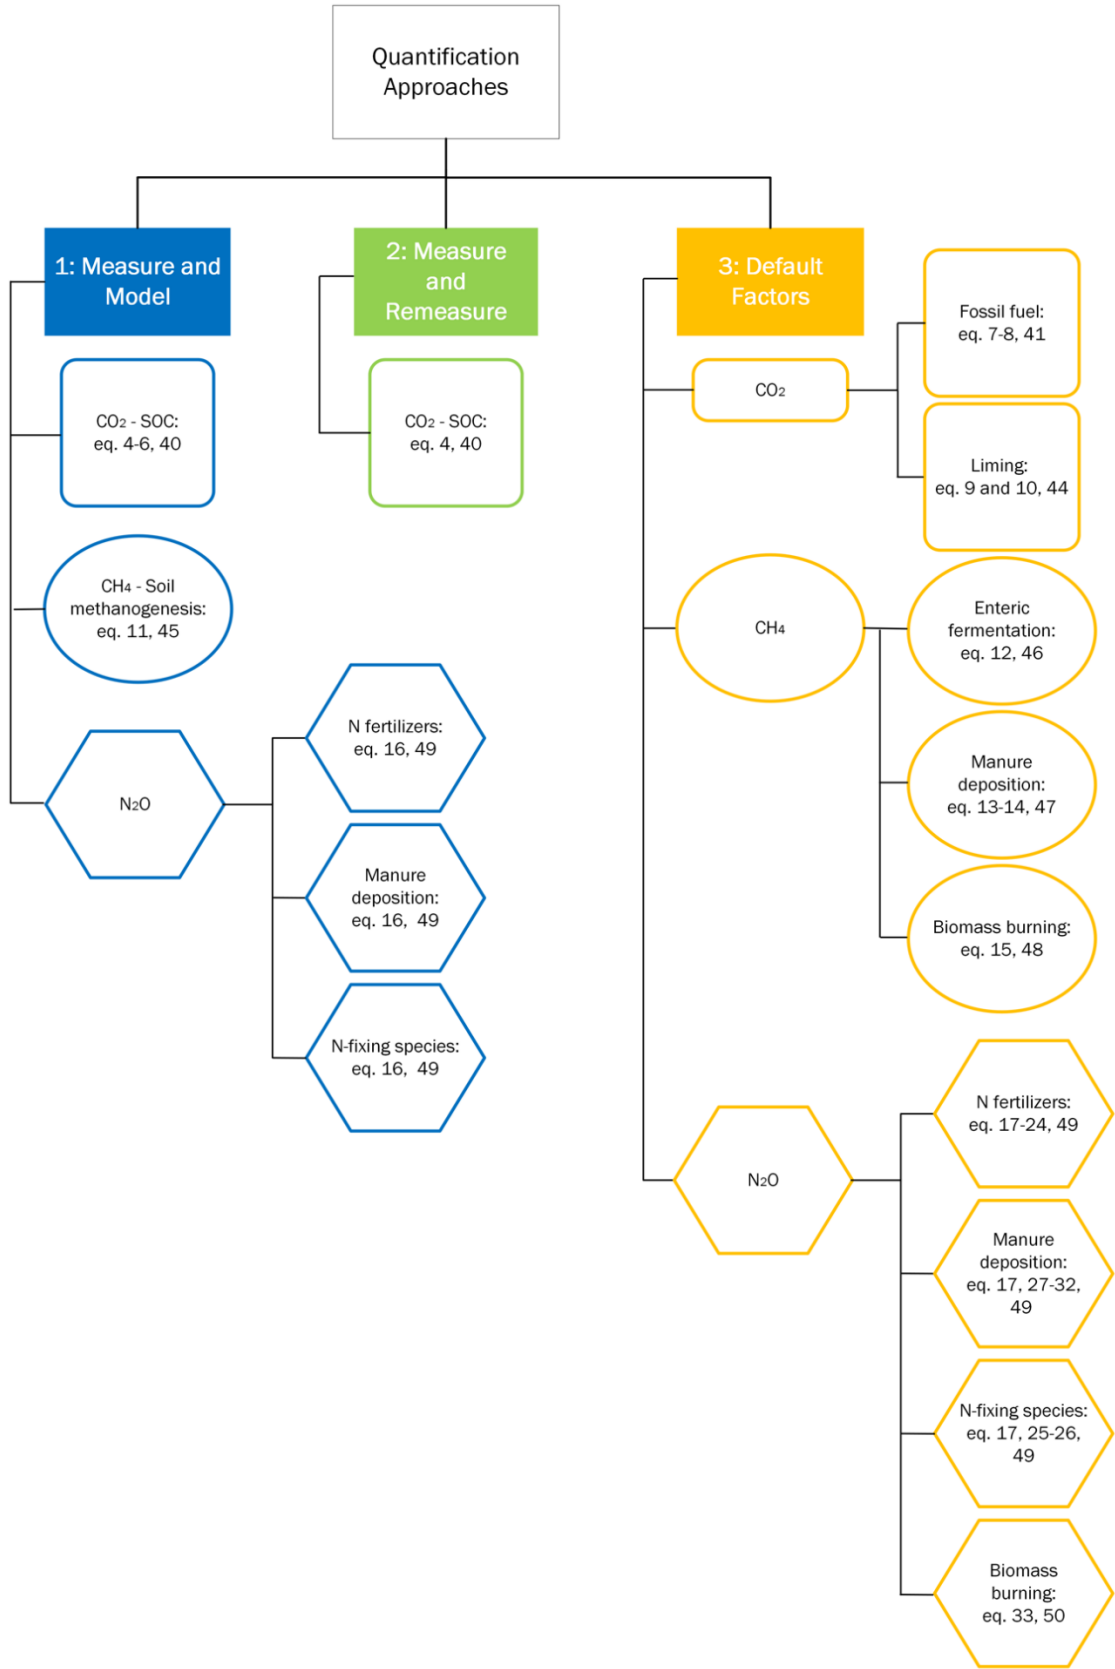 Quantification
Approaches
1: Measure and
Model
CO₂ - SOC:
eq. 4-6, 40
CH₄ - Soil
methanogenesis:
eq. 11, 45
N₂O
N fertilizers:
eq. 16, 49
Manure
deposition:
eq. 16, 49
N-fixing species:
eq. 16, 49
2: Measure
and
Remeasure
CO₂ - SOC:
eq. 4, 40
3: Default
Factors
CO₂
Fossil fuel:
eq. 7-8, 41
Liming:
eq. 9 and 10, 44
CH₄
Enteric
fermentation:
eq. 12, 46
Manure
deposition:
eq. 13-14, 47
Biomass burning:
eq. 15, 48
N₂O
N fertilizers:
eq. 17-24, 49
Manure
deposition:
eq. 17, 27-32,
49
N-fixing species:
eq. 17, 25-26,
49
Biomass
burning:
eq. 33, 50